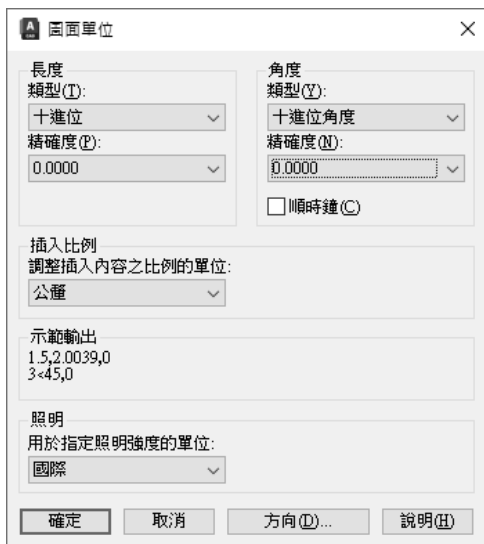 圖面單位
長度
類型(T):
十進位
精確度(P):
0.0000
角度
類型(Y):
十進位角度
精確度(N):
0.0000
順時鐘(C)
插入比例
調整插入內容之比例的單位:
公釐
示範輸出
1.5,2.0039,0
3<45,0
照明
用於指定照明強度的單位:
國際
確定 取消 方向(D)... 說明(H)